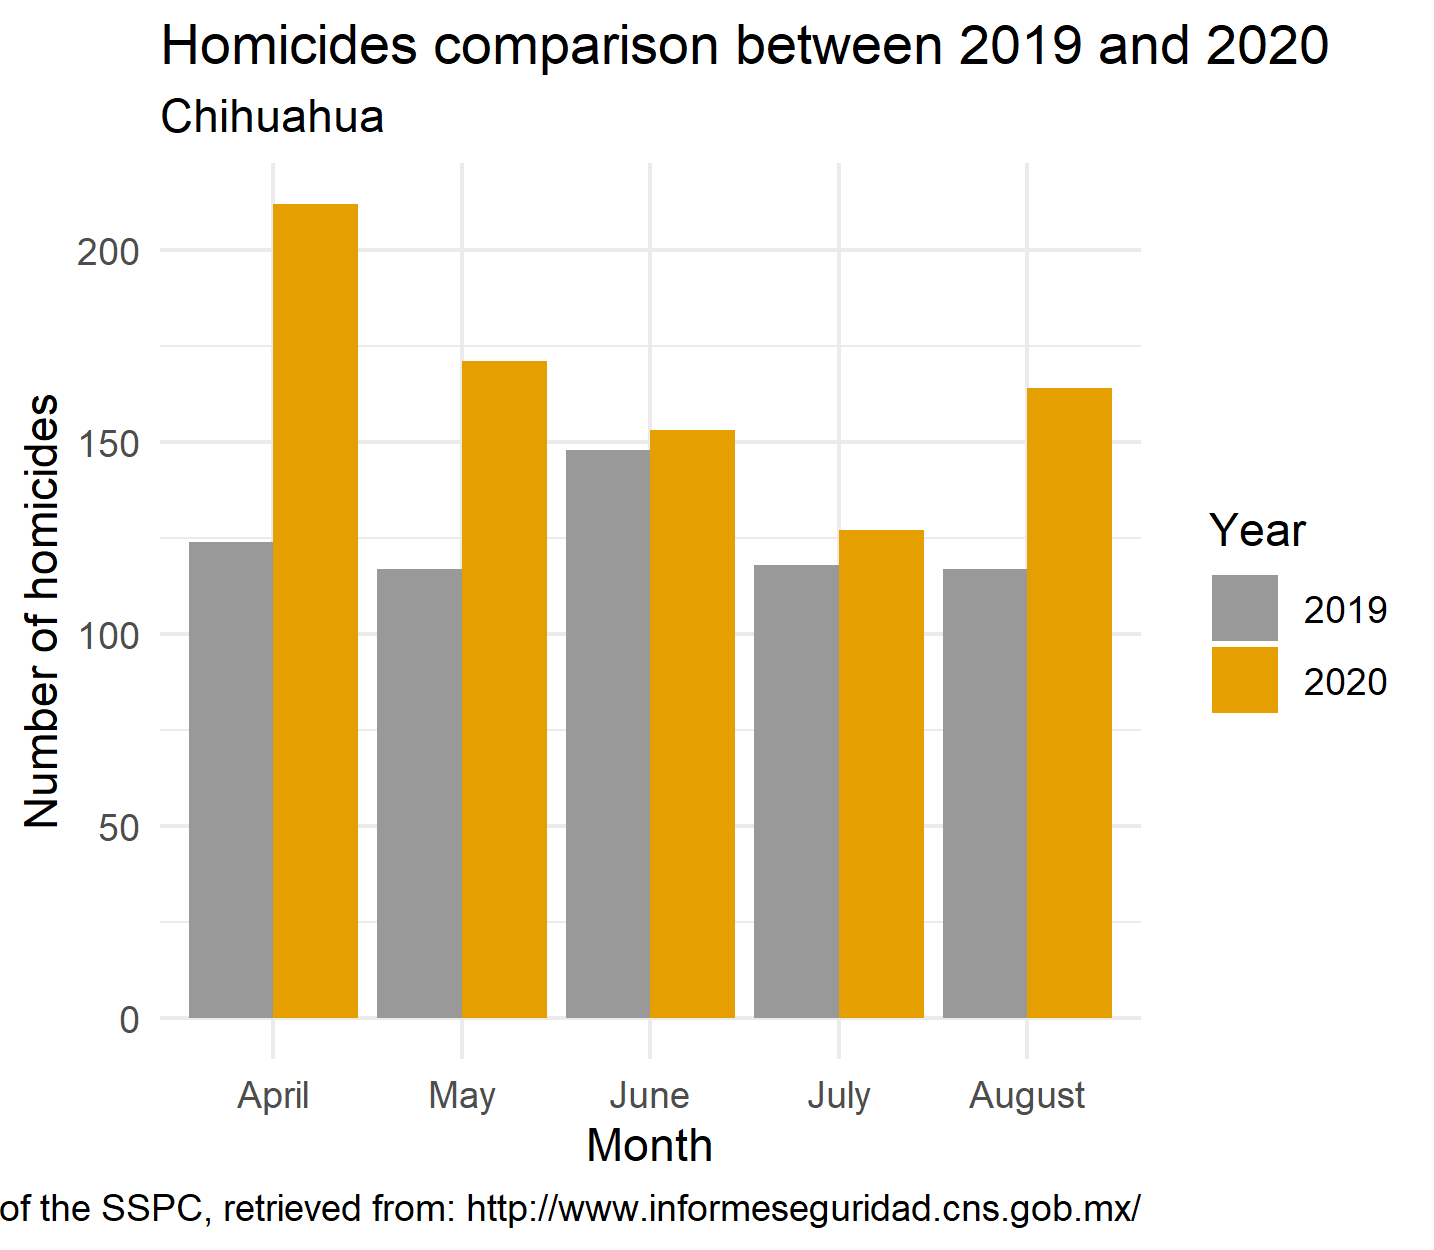 Homicides comparison between 2019 and 2020
Chihuahua
Number of homicides
200
150
100
50
0
April May June July August
Month
Year
2019
2020
of the SSPC, retrieved from: http://www.informeseguridad.cns.gob.mx/